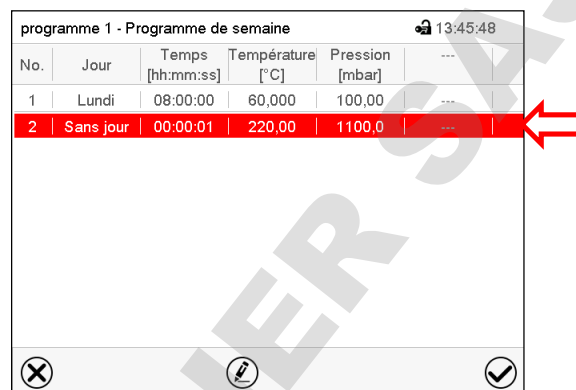 programme 1 - Programme de semaine 13:45:48
No. Jour Temps [hh:mm:ss] Température [°C] Pression [mbar] ---
1 Lundi 08:00:00 60,000 100,00 ---
2 Sans jour 00:00:01 220,00 1100,0 ---